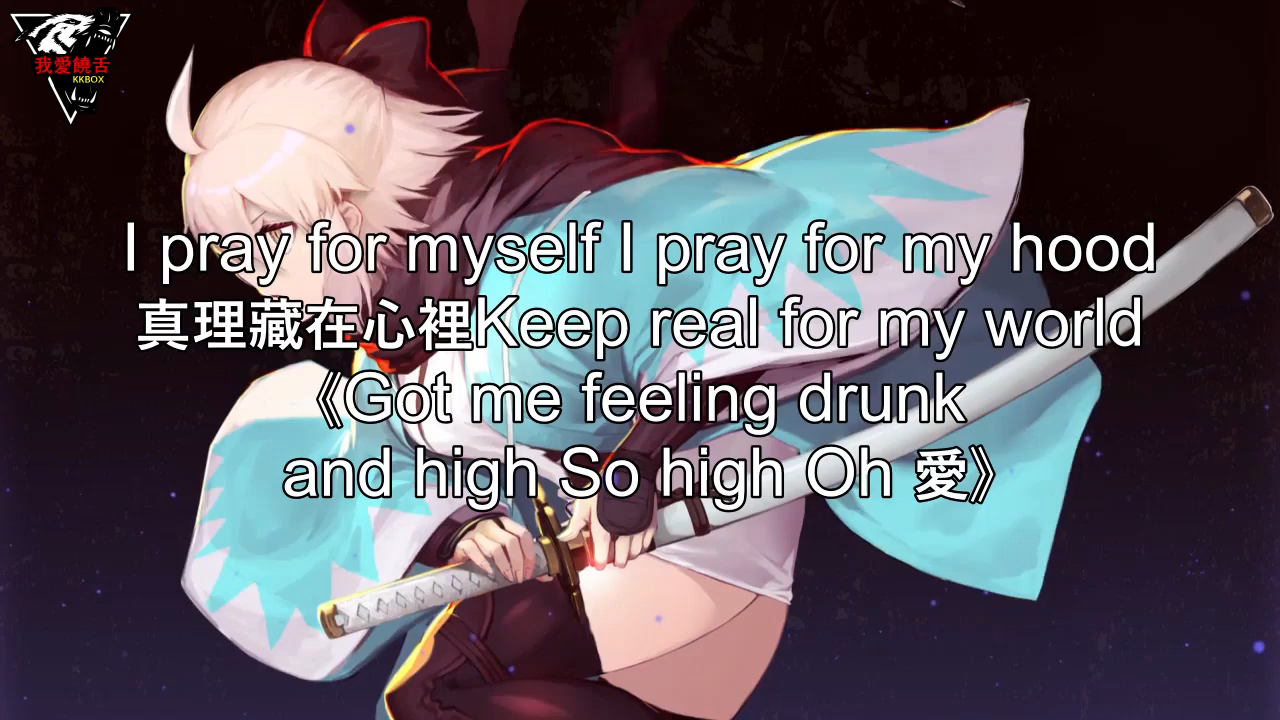 我愛饒舌
KKBOX
I pray for myself I pray for my hood
真理藏在心裡Keep real for my world
《Got me feeling drunk
and high So high Oh 愛》